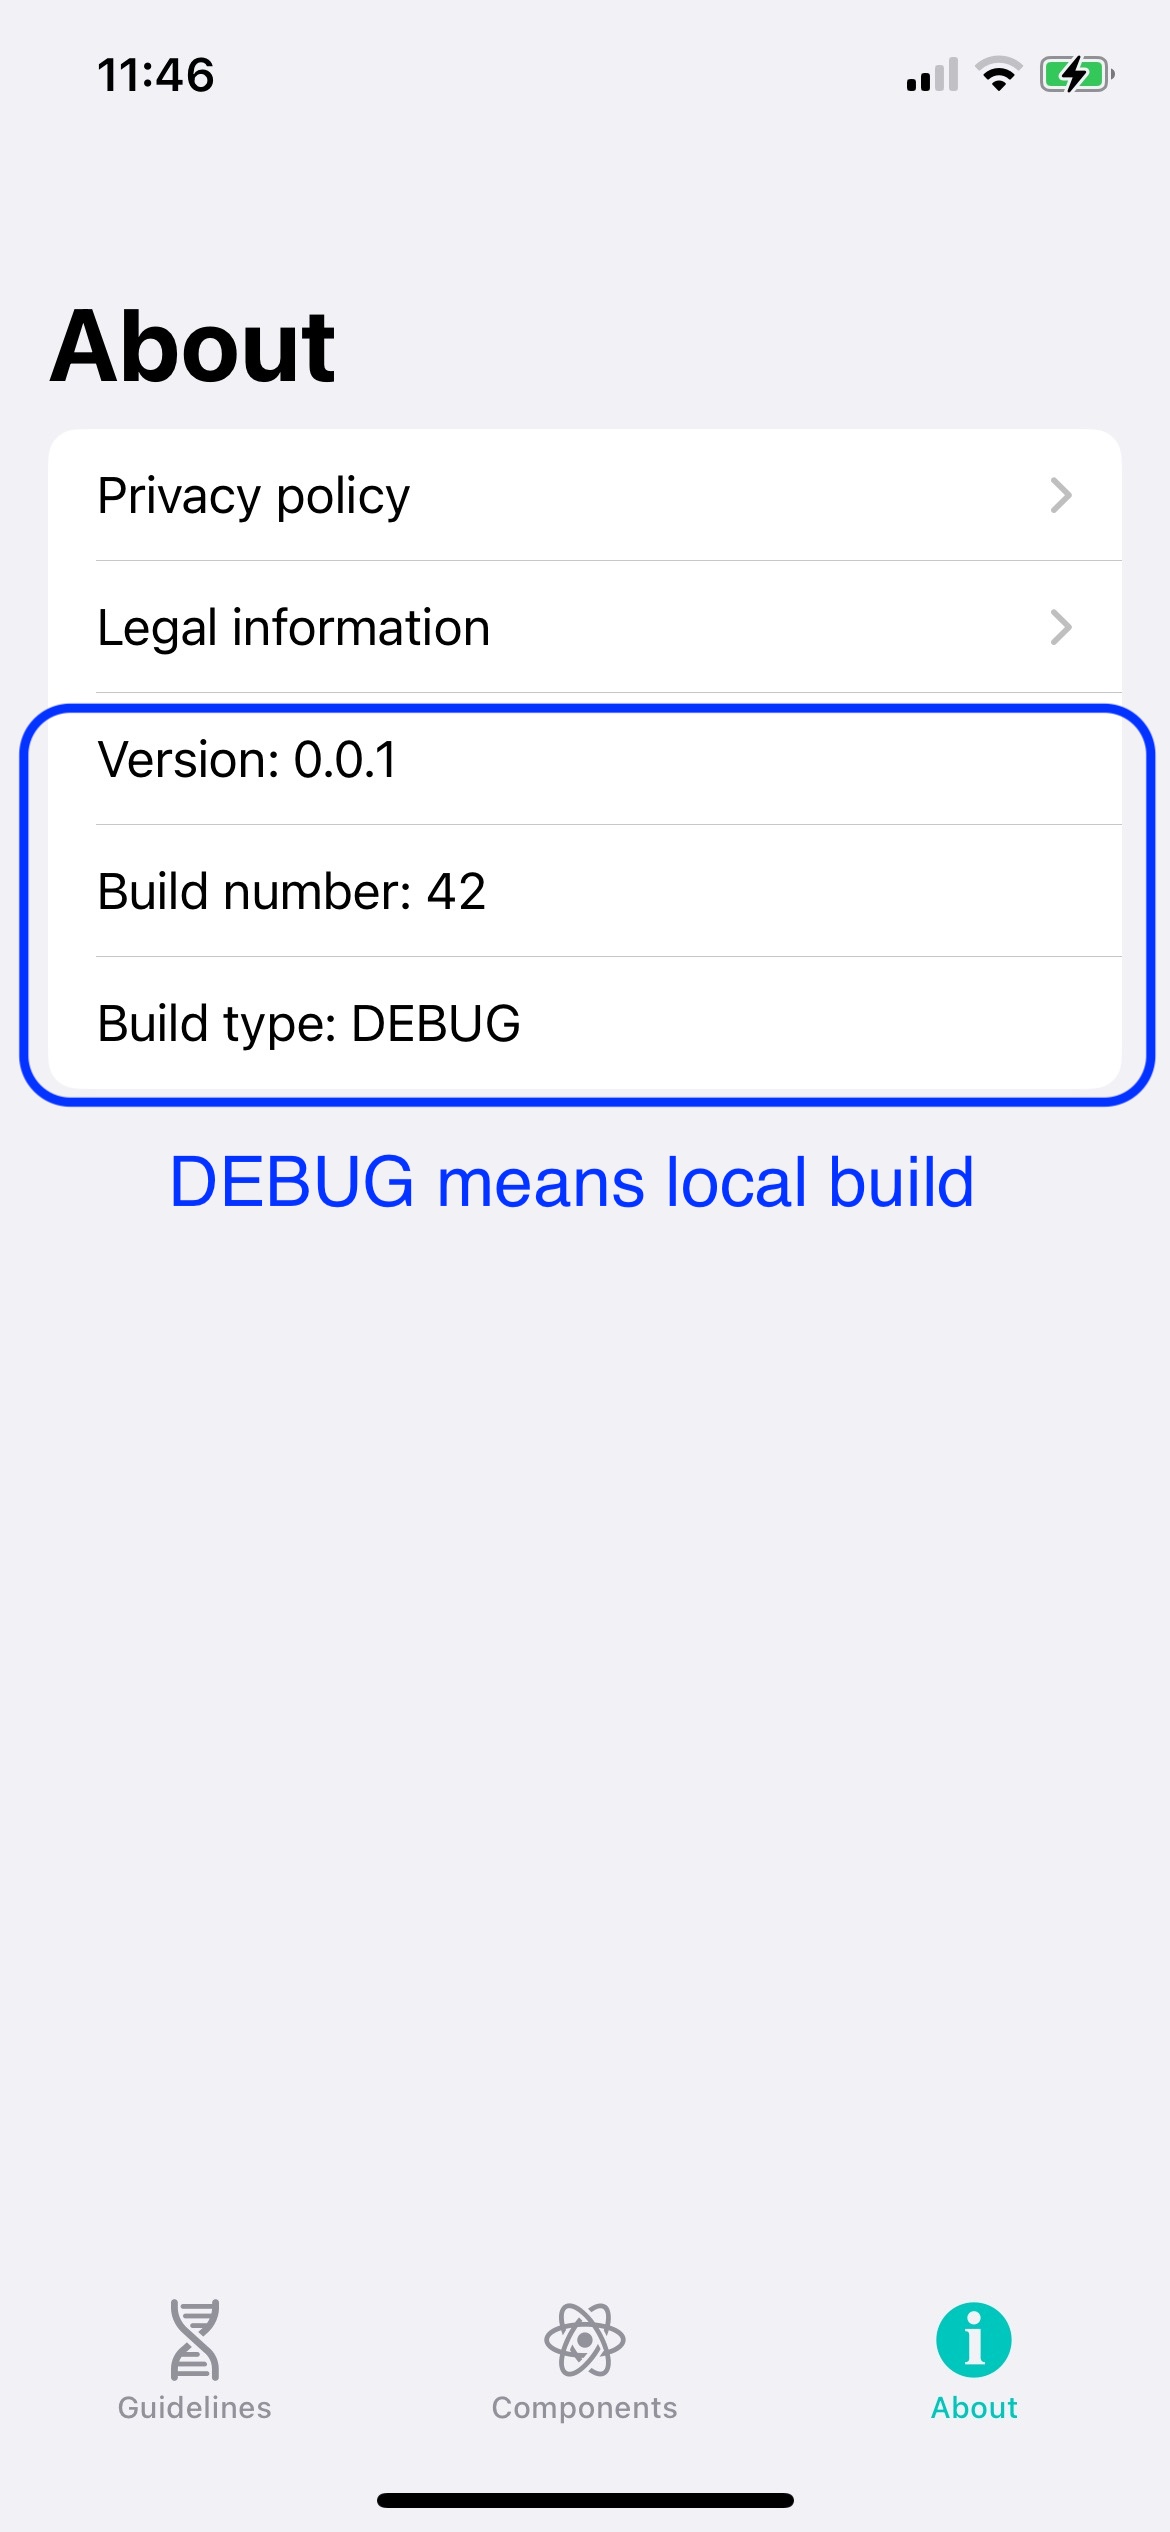 11:46
About
Privacy policy
Legal information
Version: 0.0.1
Build number: 42
Build type: DEBUG
DEBUG means local build
Guidelines
Components
About